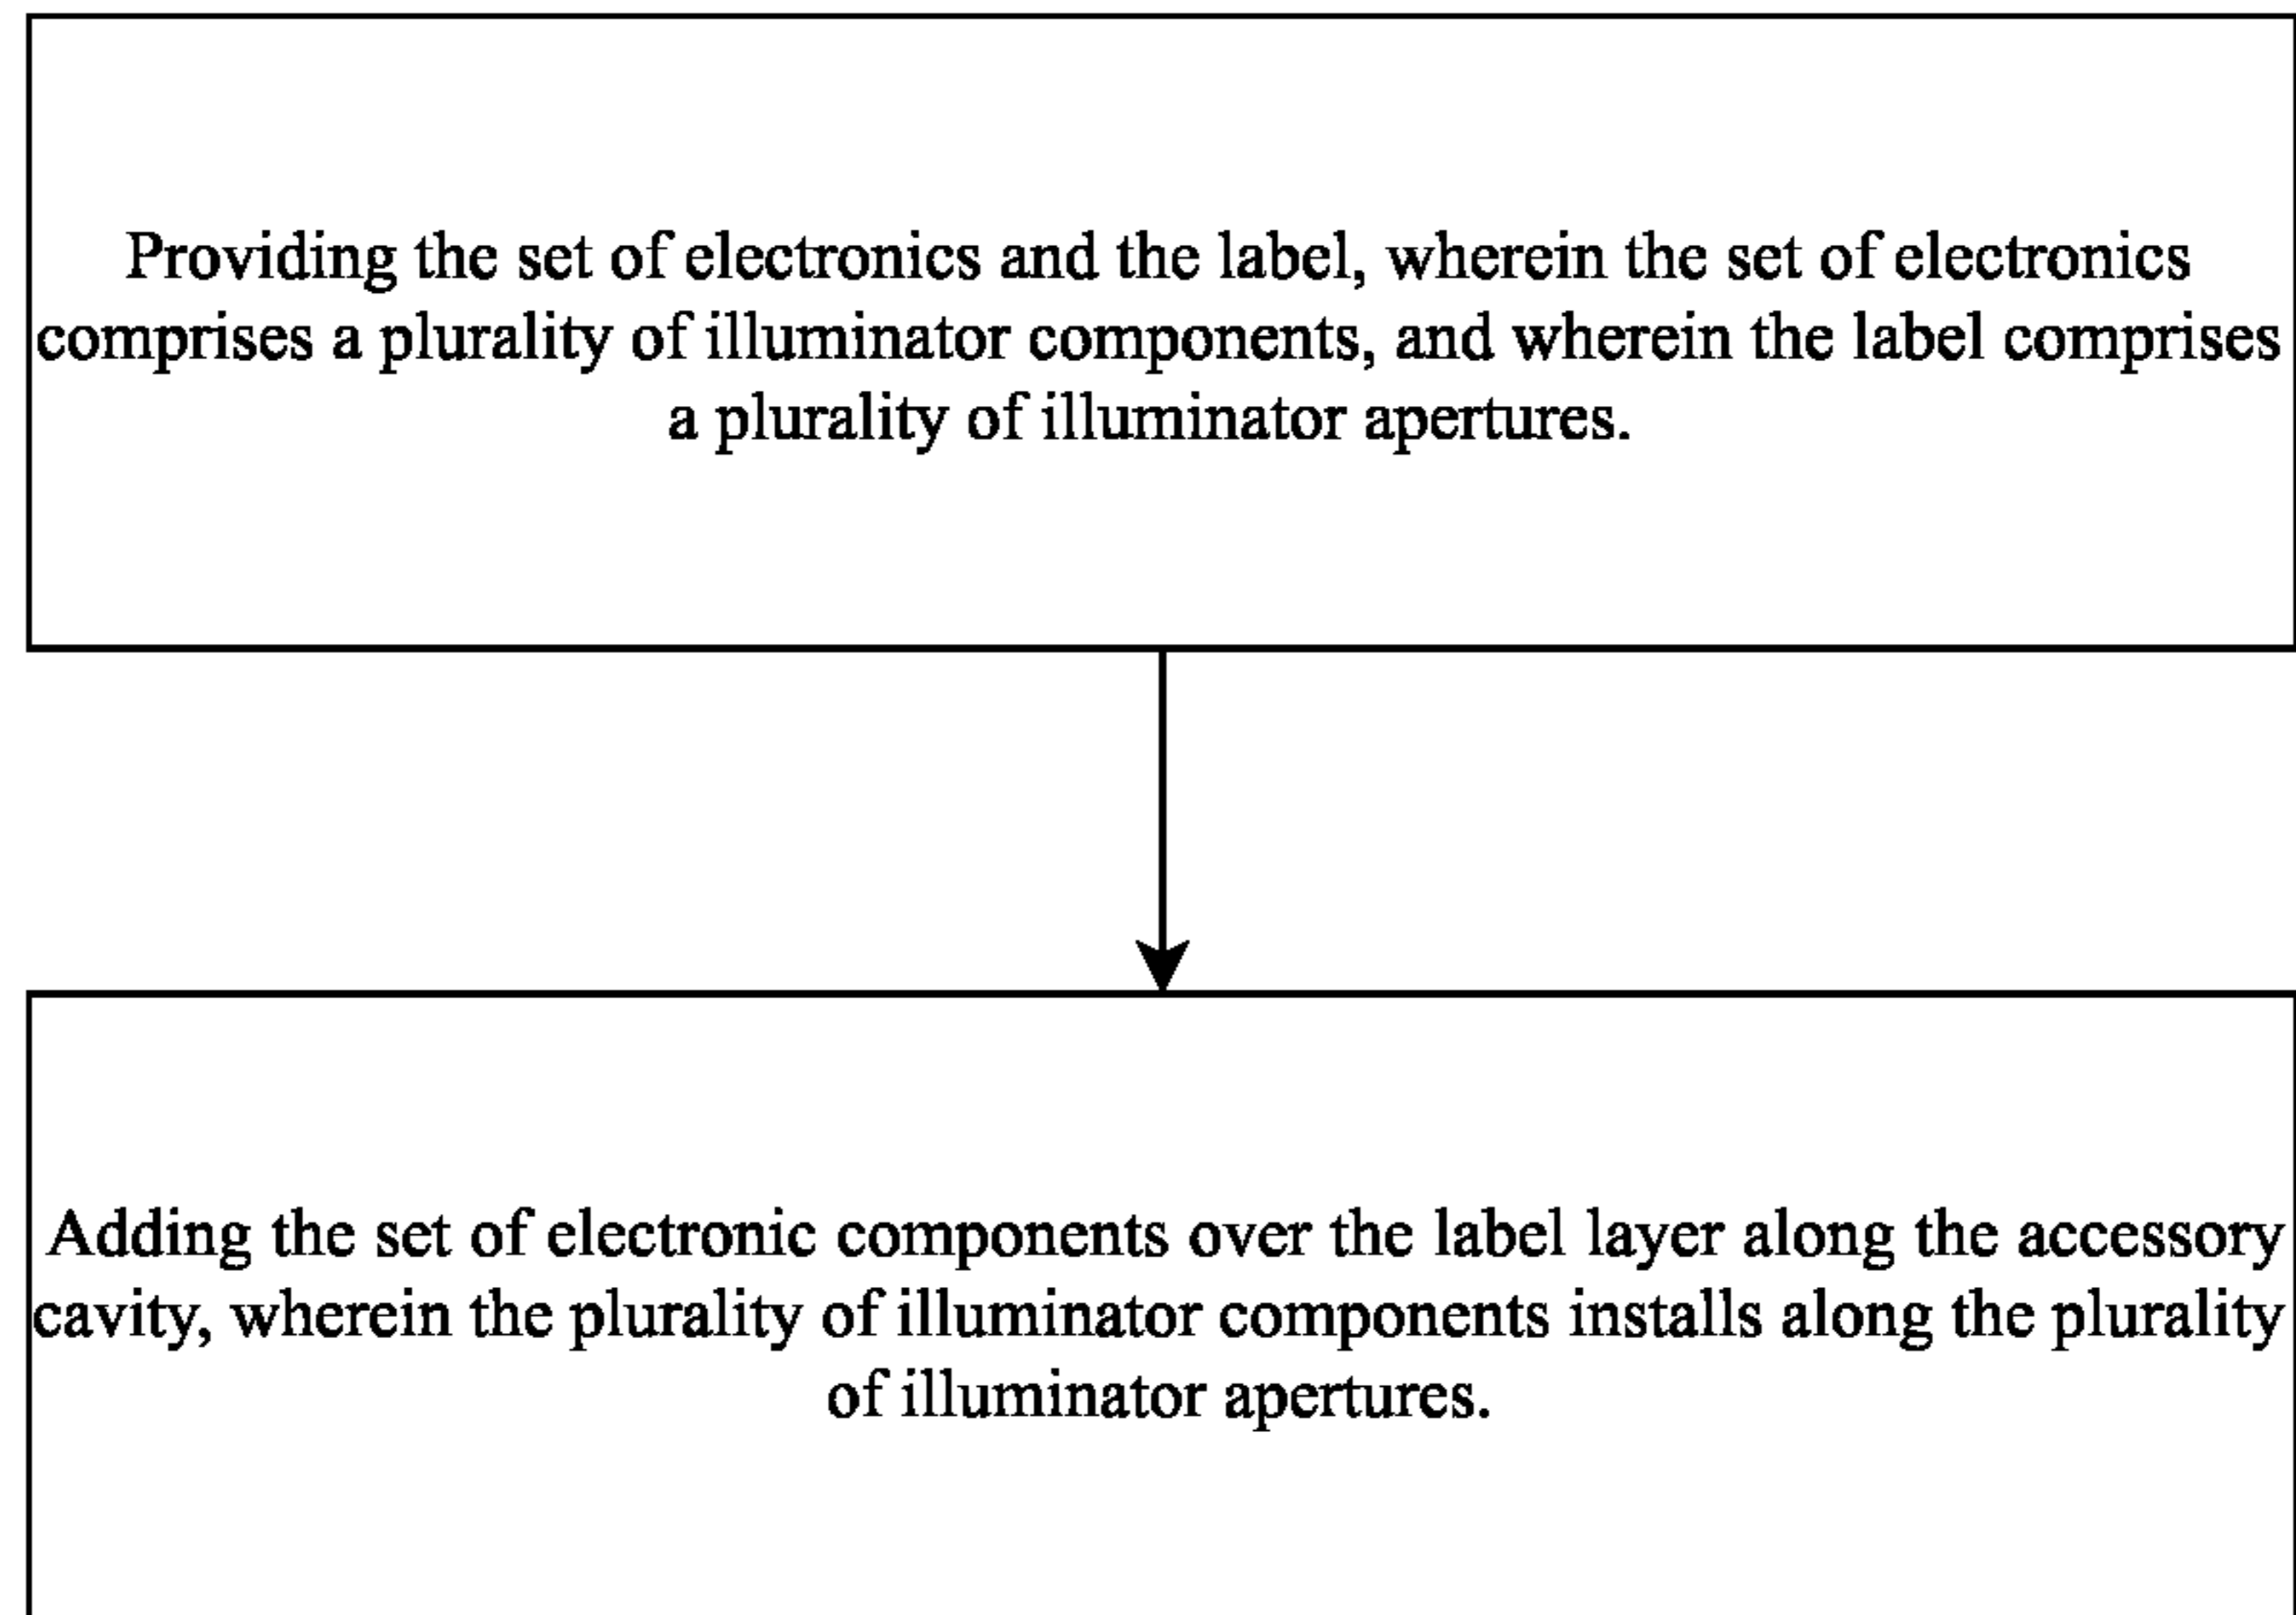 Providing the set of electronics and the label, wherein the set of electronics
comprises a plurality of illuminator components, and wherein the label comprises
a plurality of illuminator apertures.
Adding the set of electronic components over the label layer along the accessory
cavity, wherein the plurality of illuminator components installs along the plurality
of illuminator apertures.